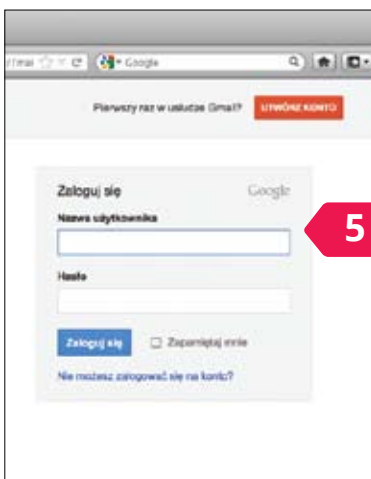 Google
Pierwszy raz w usłudze Gmail? UTWÓRZ KONTO
Zaloguj się Google
Nazwa użytkownika
5
Hasło
Zaloguj się Zapamiętaj mnie
Nie możesz zalogować się na konto?